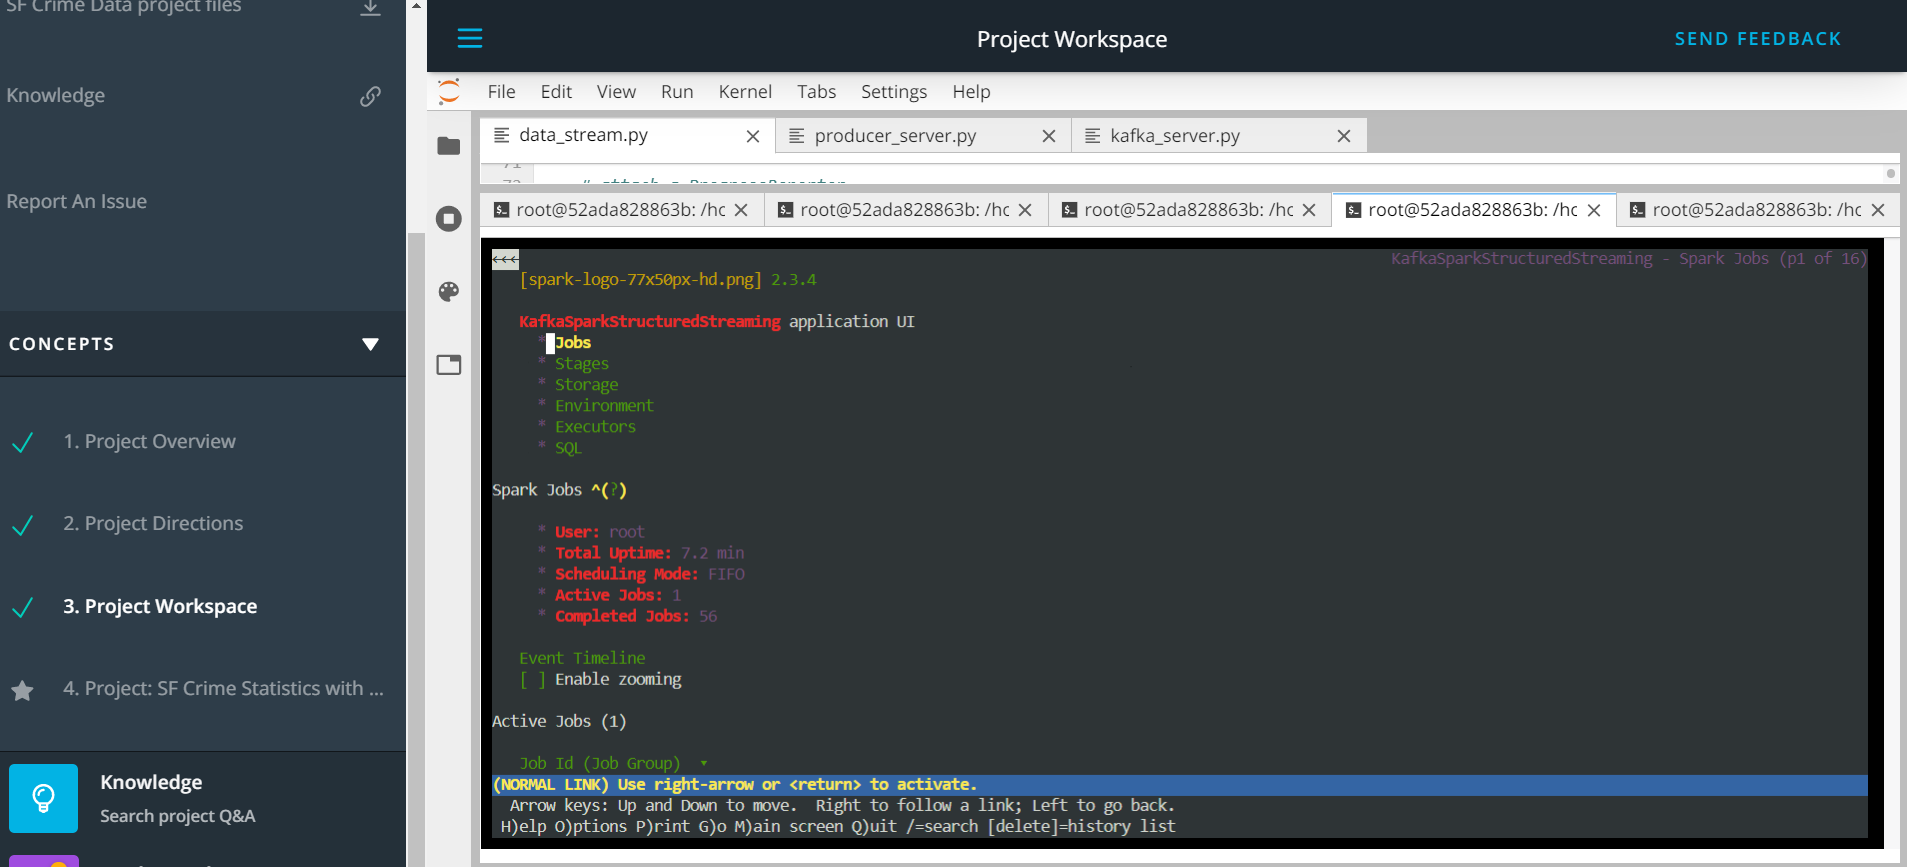 SF Crime Data project files
Knowledge
Report An Issue
CONCEPTS
1. Project Overview
2. Project Directions
3. Project Workspace
4. Project: SF Crime Statistics with ...
Knowledge
Search project Q&A
Project Workspace
SEND FEEDBACK
File Edit View Run Kernel Tabs Settings Help
data_stream.py
producer_server.py
kafka_server.py
root@52ada828863b: /hc
root@52ada828863b: /hc
root@52ada828863b: /hc
root@52ada828863b: /hc
root@52ada828863b: /hc
←←← KafkaSparkStructuredStreaming - Spark Jobs (p1 of 16)
[spark-logo-77x50px-hd.png] 2.3.4
KafkaSparkStructuredStreaming application UI
* Jobs
* Stages
* Storage
* Environment
* Executors
* SQL
Spark Jobs ^(?)
* User: root
* Total Uptime: 7.2 min
* Scheduling Mode: FIFO
* Active Jobs: 1
* Completed Jobs: 56
Event Timeline
[ ] Enable zooming
Active Jobs (1)
Job Id (Job Group) ▾
(NORMAL LINK) Use right-arrow or <return> to activate.
Arrow keys: Up and Down to move. Right to follow a link; Left to go back.
H)elp O)ptions P)rint G)o M)ain screen Q)uit /=search [delete]=history list